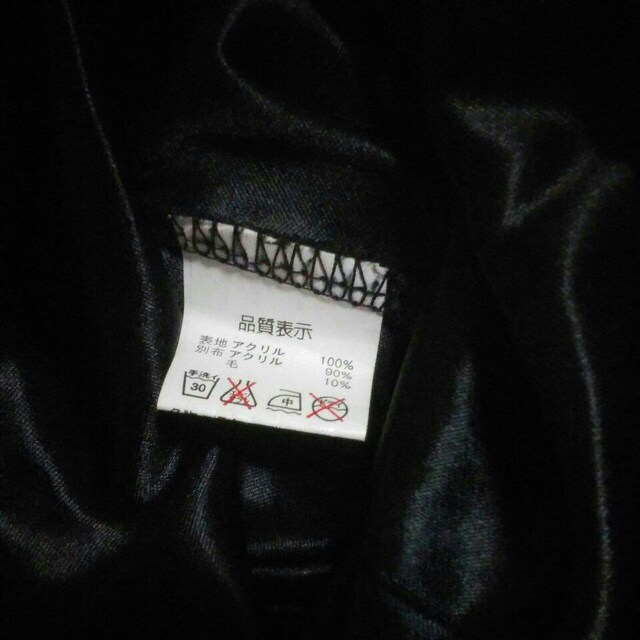 品質表示
表地 アクリル 100%
別布 アクリル 90%
毛 10%
手洗イ
30
中